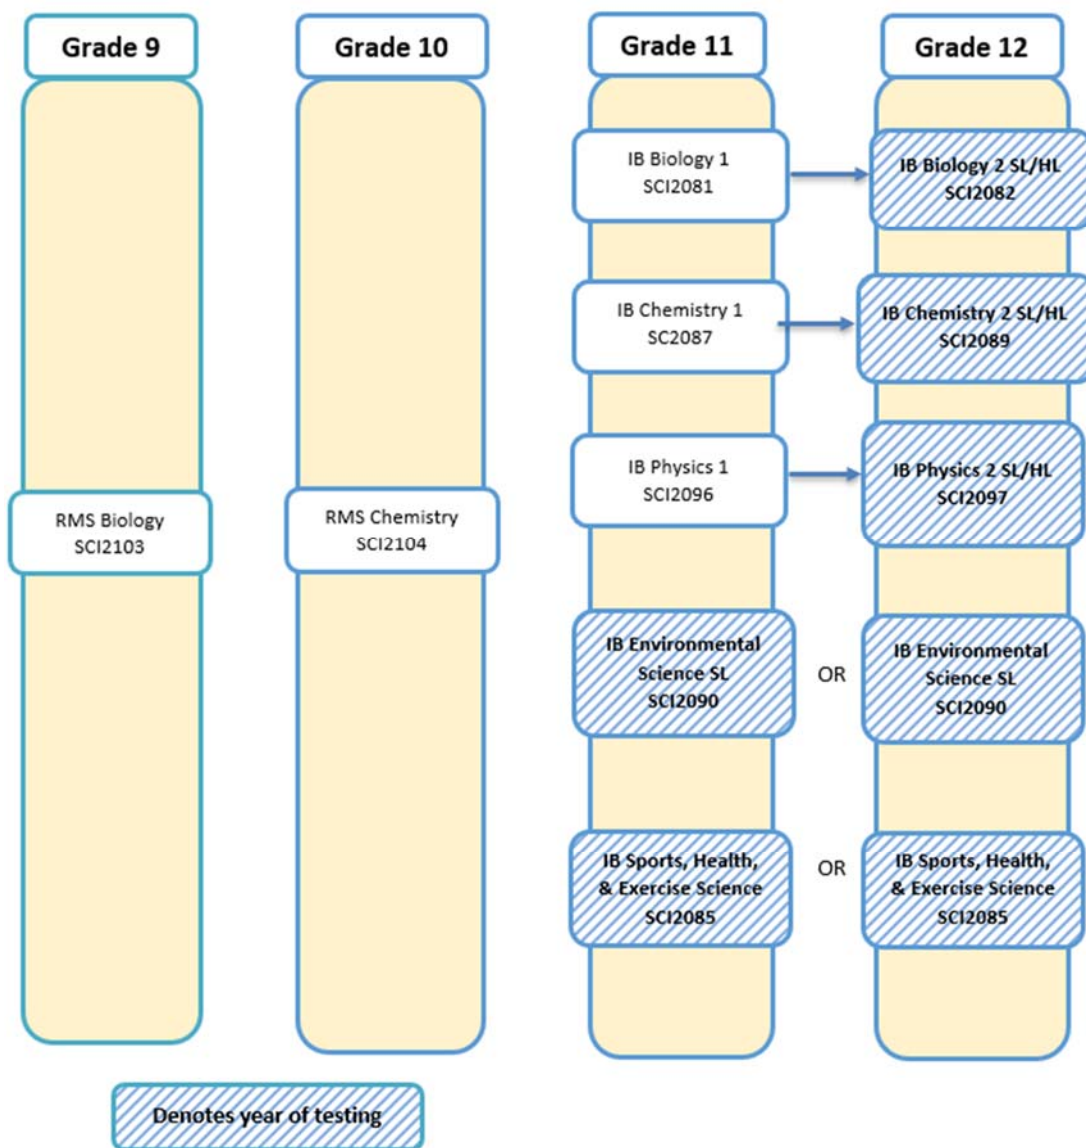 Grade 9
Grade 10
Grade 11
Grade 12
RMS Biology
SCI2103
RMS Chemistry
SCI2104
IB Biology 1
SCI2081
IB Biology 2 SL/HL
SCI2082
IB Chemistry 1
SC2087
IB Chemistry 2 SL/HL
SCI2089
IB Physics 1
SCI2096
IB Physics 2 SL/HL
SCI2097
IB Environmental
Science SL
SCI2090
OR
IB Environmental
Science SL
SCI2090
IB Sports, Health,
& Exercise Science
SCI2085
OR
IB Sports, Health,
& Exercise Science
SCI2085
Denotes year of testing